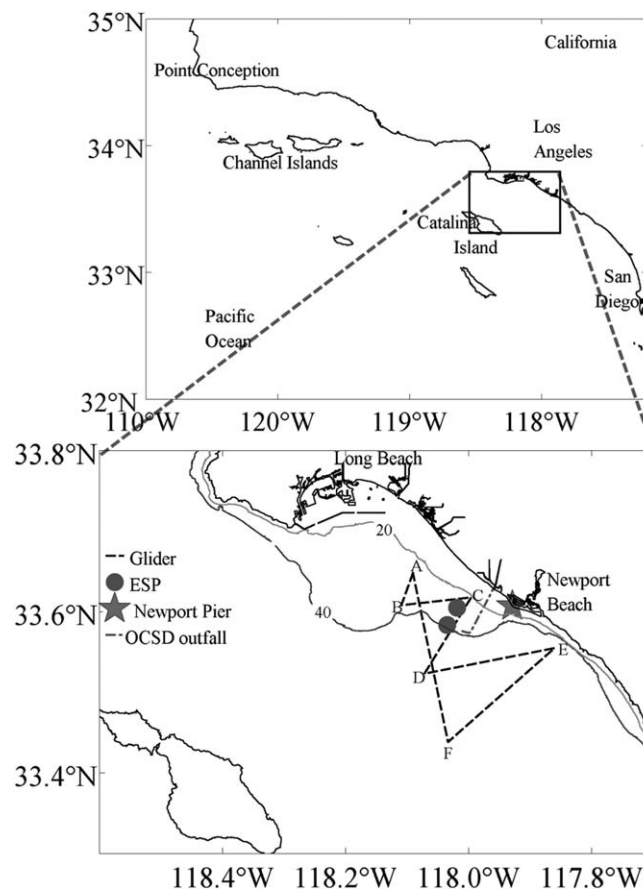 35°N
California
Point Conception
Los
Angeles
34°N
Channel Islands
Catalina
Island
33°N
San
Diego
Pacific
Ocean
32°N
110°W
120°W
119°W
118°W
33.8°N
Long Beach
20
Glider
A
ESP
Newport
Beach
C
B
33.6°N
Newport Pier
40
OCSD outfall
E
D
F
33.4°N
118.4°W
118.2°W
118.0°W
117.8°W